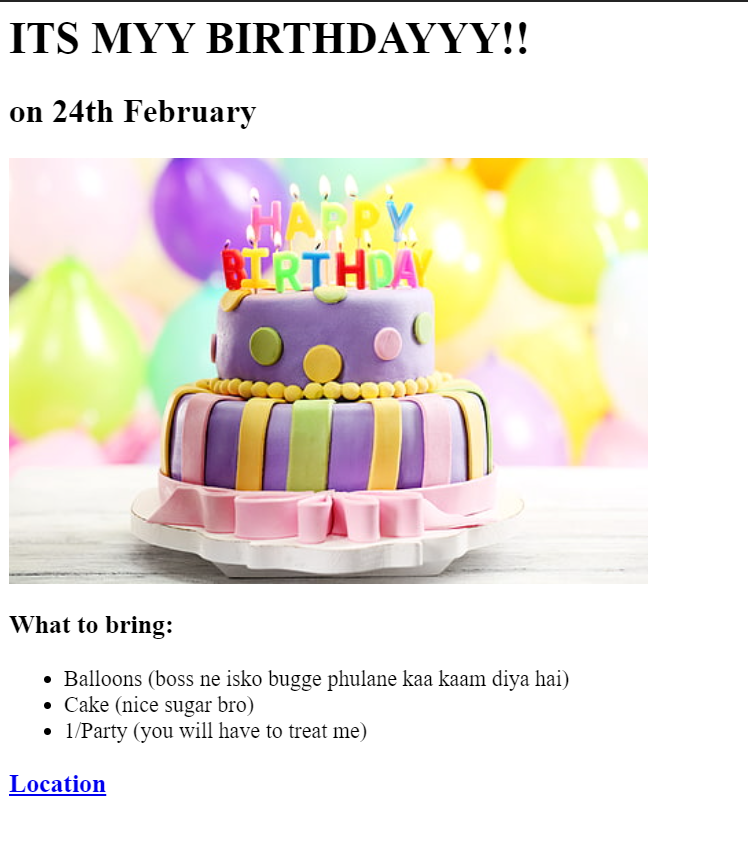 ITS MYY BIRTHDAYYY!!
on 24th February
HAPPY
BIRTHDAY
What to bring:
Balloons (boss ne isko bugge phulane kaa kaam diya hai)
Cake (nice sugar bro)
1/Party (you will have to treat me)
Location